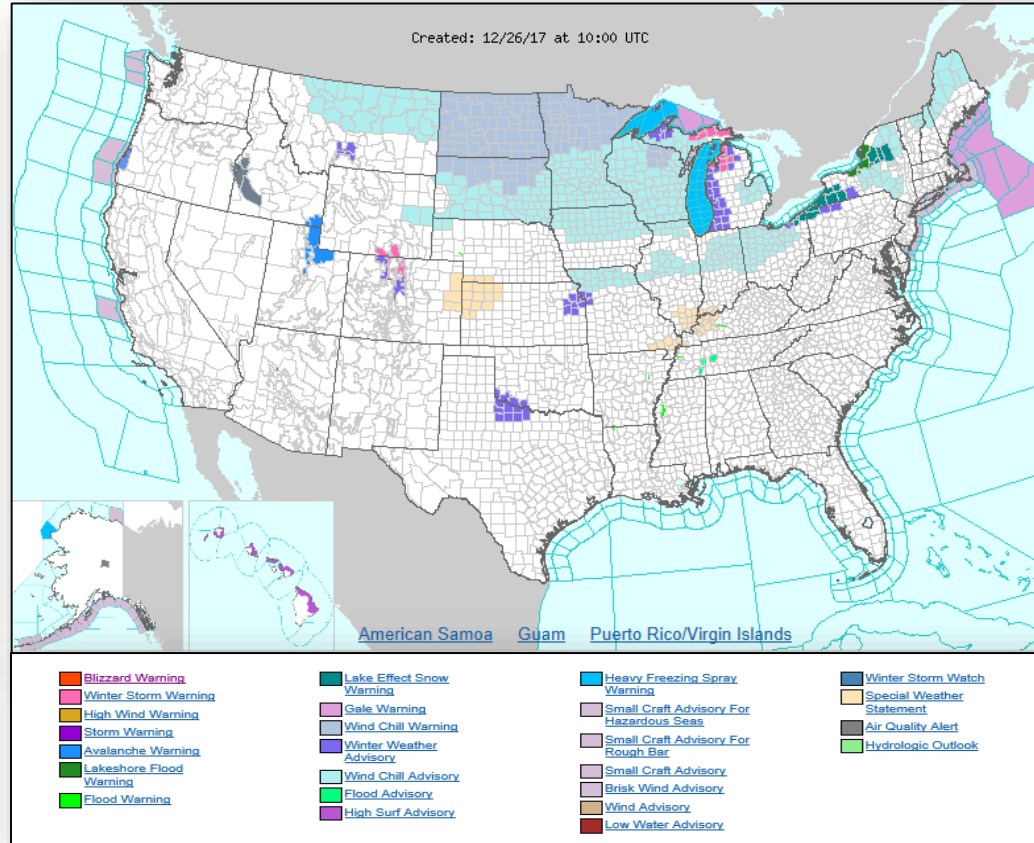 Created: 12/26/17 at 10:00 UTC
American Samoa Guam Puerto Rico/Virgin Islands
Blizzard Warning
Winter Storm Warning
High Wind Warning
Storm Warning
Avalanche Warning
Lakeshore Flood
Warning
Flood Warning
Lake Effect Snow
Warning
Gale Warning
Wind Chill Warning
Winter Weather
Advisory
Wind Chill Advisory
Flood Advisory
High Surf Advisory
Heavy Freezing Spray
Warning
Small Craft Advisory For
Hazardous Seas
Small Craft Advisory For
Rough Bar
Small Craft Advisory
Brisk Wind Advisory
Wind Advisory
Low Water Advisory
Winter Storm Watch
Special Weather
Statement
Air Quality Alert
Hydrologic Outlook